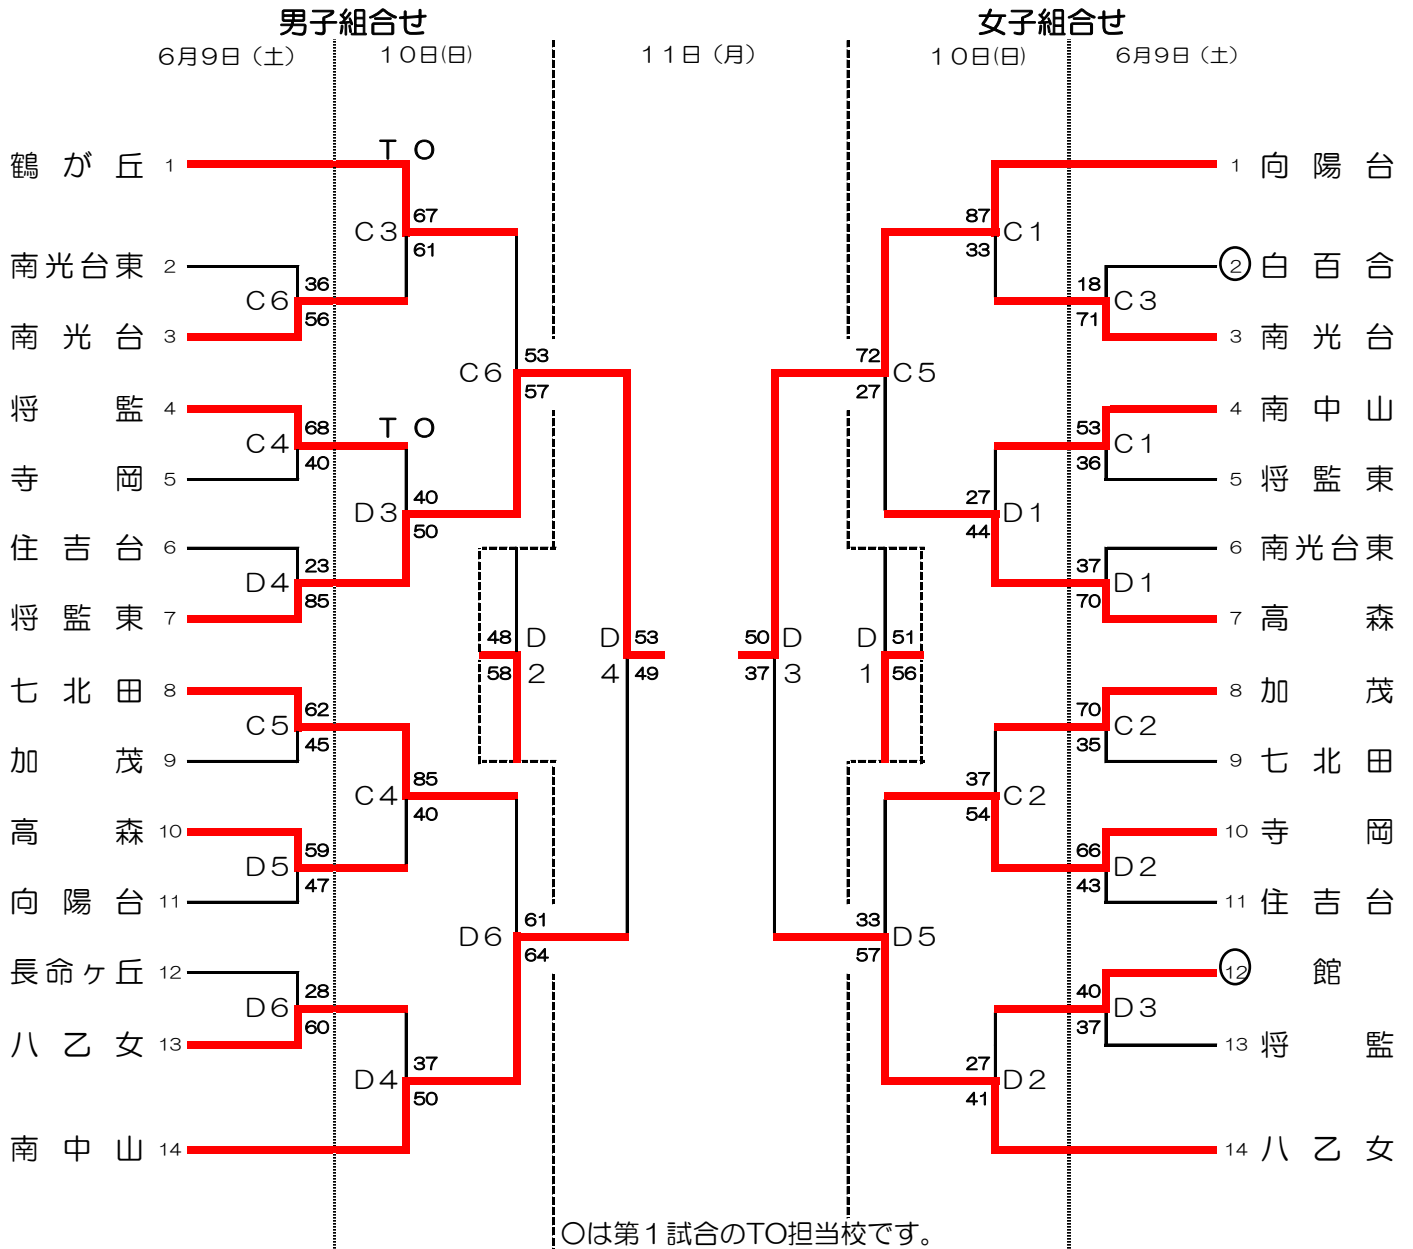 男子組合せ 女子組合せ
6月9日（土） １０日(日) １１日（月） １０日(日) 6月9日（土）
ＴＯ
鶴が丘 1 1 向陽台
67 87
C3 C1
61 33
南光台東 2 2 白百合
36 18
C6 C3
56 71
南光台 3 3 南光台
53 72
C6 C5
57 27
将監 4 4 南中山
68 ＴＯ 53
C4 C1
40 36
寺岡 5 5 将監東
40 27
D3 D1
50 44
住吉台 6 6 南光台東
23 37
D4 D1
85 70
将監東 7 7 高森
48 D D 53 50 D D 51
58 2 4 49 37 3 1 56
七北田 8 8 加茂
62 70
C5 C2
45 35
加茂 9 9 七北田
85 37
C4 C2
40 54
高森 10 10 寺岡
59 66
D5 D2
47 43
向陽台 11 11 住吉台
61 33
D6 D5
64 57
長命ヶ丘 12 12 館
28 40
D6 D3
60 37
八乙女 13 13 将監
37 27
D4 D2
50 41
南中山 14 14 八乙女
〇は第１試合のTO担当校です。